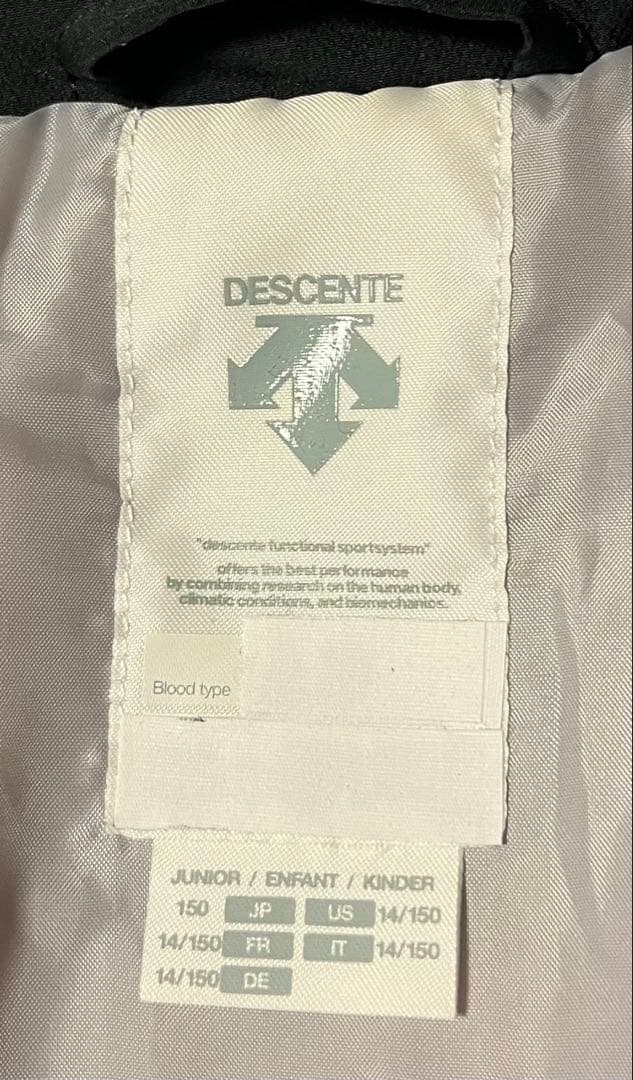 DESCENTE
"descente functional sportsystem"
offers the best performance
by combining research on the human body,
climatic conditions, and biomechanics.
Blood type
JUNIOR / ENFANT / KINDER
150 JP US 14/150
14/150 FR IT 14/150
14/150 DE